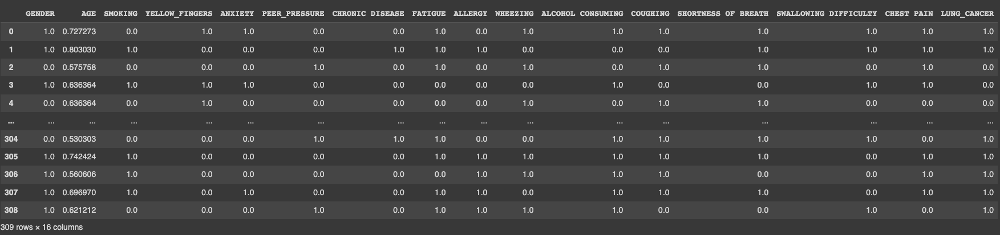 GENDER AGE SMOKING YELLOW_FINGERS ANXIETY PEER_PRESSURE CHRONIC DISEASE FATIGUE ALLERGY WHEEZING ALCOHOL CONSUMING COUGHING SHORTNESS OF BREATH SWALLOWING DIFFICULTY CHEST PAIN LUNG_CANCER
0 1.0 0.727273 0.0 1.0 1.0 0.0 0.0 1.0 0.0 1.0 1.0 1.0 1.0 1.0 1.0 1.0
1 1.0 0.803030 1.0 0.0 0.0 0.0 1.0 1.0 1.0 0.0 0.0 0.0 1.0 1.0 1.0 1.0
2 0.0 0.575758 0.0 0.0 0.0 1.0 0.0 1.0 0.0 1.0 0.0 1.0 1.0 0.0 1.0 0.0
3 1.0 0.636364 1.0 1.0 1.0 0.0 0.0 0.0 0.0 0.0 1.0 0.0 0.0 1.0 1.0 0.0
4 0.0 0.636364 0.0 1.0 0.0 0.0 0.0 0.0 0.0 1.0 0.0 1.0 1.0 0.0 0.0 0.0
... ... ... ... ... ... ... ... ... ... ... ... ... ... ... ... ...
304 0.0 0.530303 0.0 0.0 0.0 1.0 1.0 1.0 0.0 0.0 1.0 1.0 1.0 1.0 0.0 1.0
305 1.0 0.742424 1.0 0.0 0.0 0.0 0.0 1.0 1.0 1.0 1.0 1.0 1.0 0.0 1.0 1.0
306 1.0 0.560606 1.0 0.0 0.0 0.0 0.0 0.0 1.0 1.0 1.0 1.0 0.0 0.0 1.0 1.0
307 1.0 0.696970 1.0 0.0 1.0 0.0 0.0 1.0 1.0 0.0 1.0 1.0 1.0 0.0 1.0 1.0
308 1.0 0.621212 0.0 0.0 0.0 1.0 0.0 1.0 1.0 1.0 1.0 0.0 0.0 1.0 0.0 1.0
309 rows × 16 columns